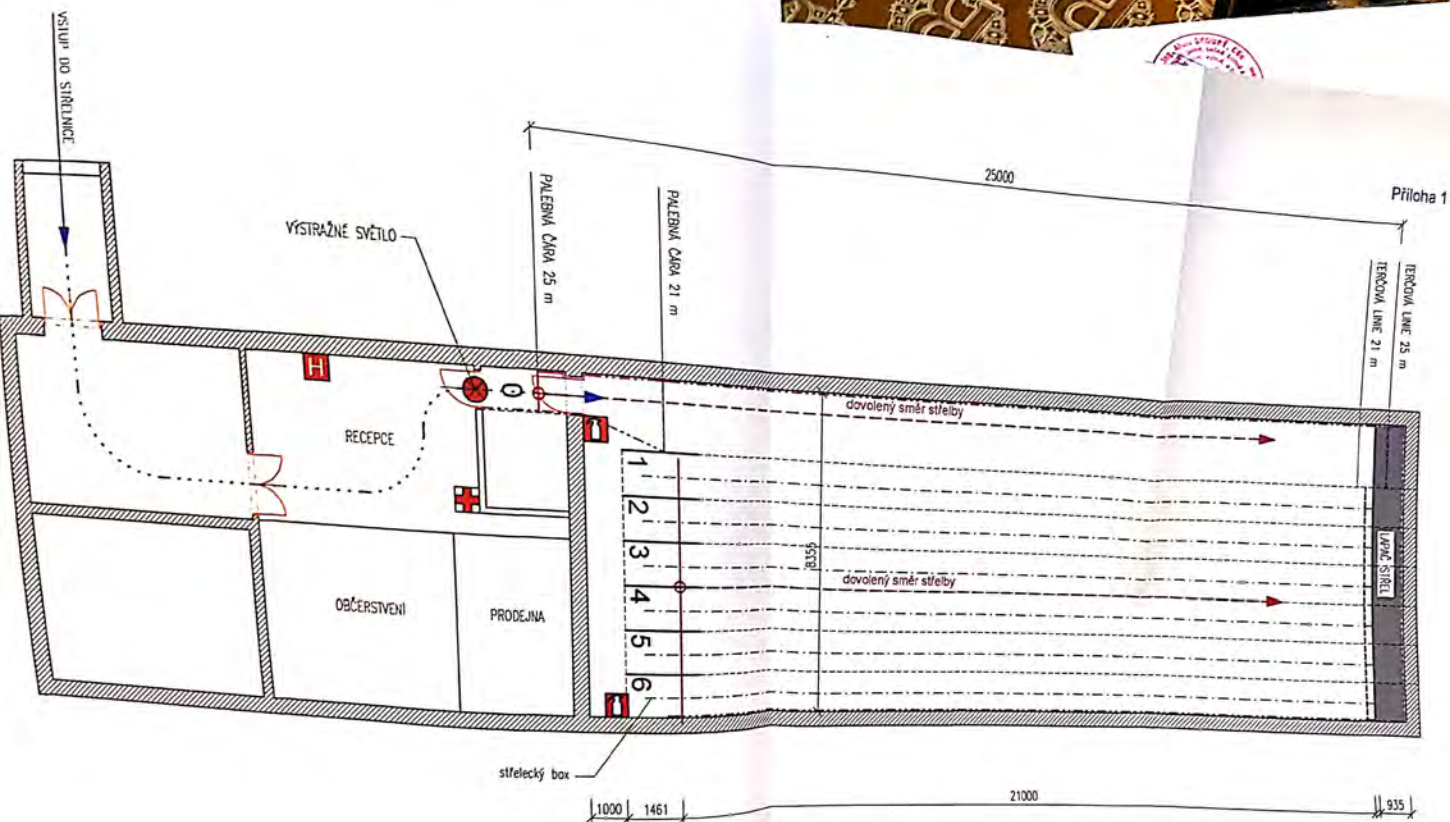 VSTUP DO STŘELNICE
25000
Příloha 1
VÝSTRAŽNÉ SVĚTLO
PALEBNÁ ČÁRA 25 m
PALEBNÁ ČÁRA 21 m
TERČOVÁ LINIE 25 m
TERČOVÁ LINIE 21 m
H
RECEPCE
dovolený směr střelby
1
2
3
4
5
6
8355
dovolený směr střelby
LAPAČ STŘEL
OBČERSTVENÍ
PRODEJNA
střelecký box
1000
1461
21000
935